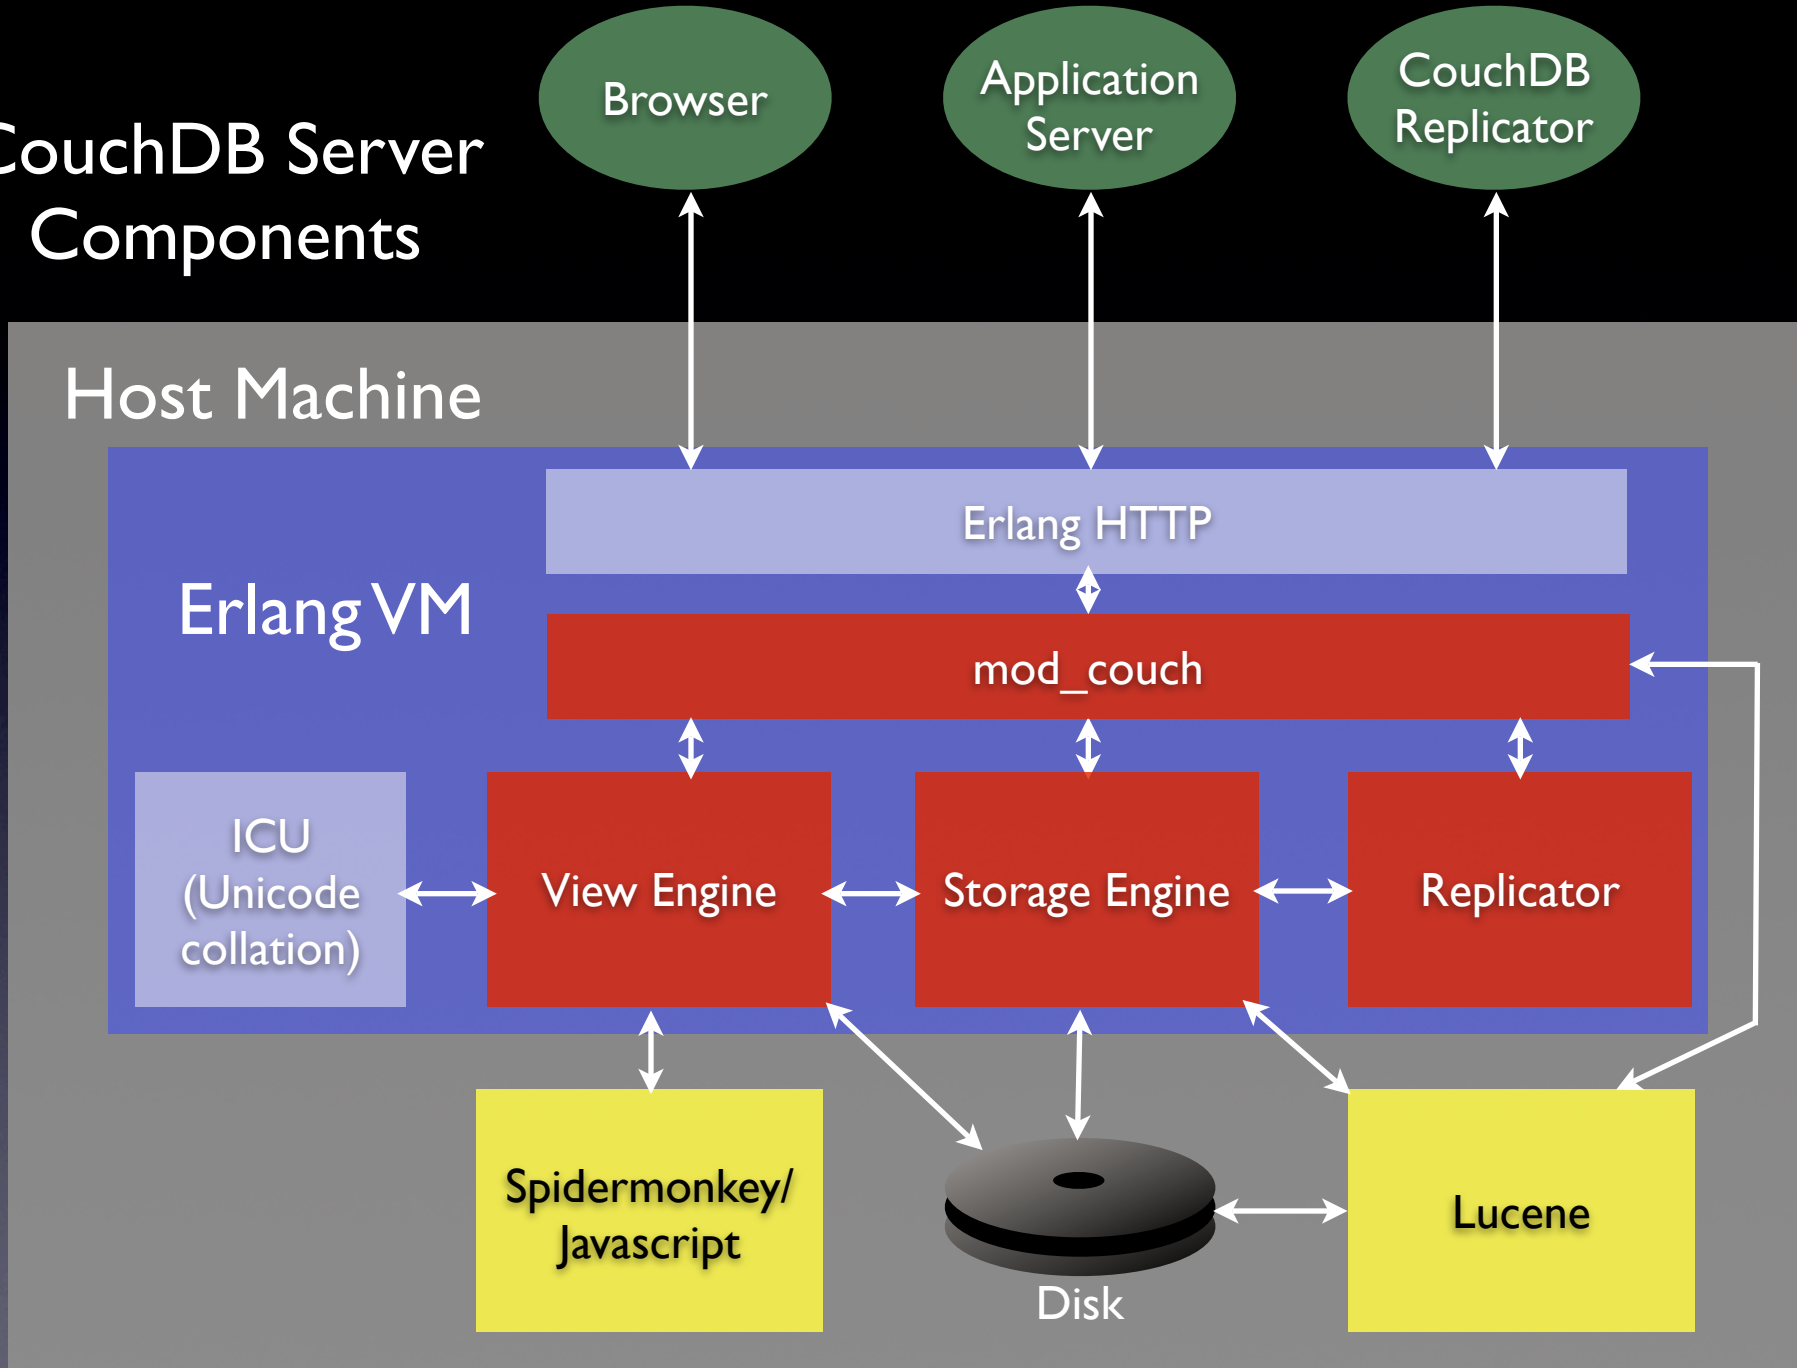 Browser
Application
Server
CouchDB
Replicator
CouchDB Server
Components
Host Machine
Erlang HTTP
Erlang VM
mod_couch
ICU
(Unicode
collation)
View Engine
Storage Engine
Replicator
Spidermonkey/
Javascript
Disk
Lucene